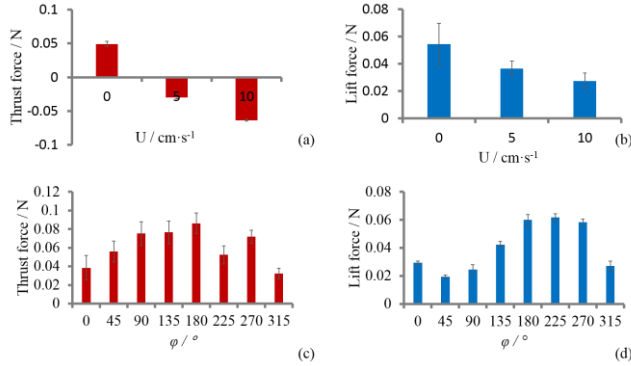 Thrust force / N
0.1
0.05
0
-0.05
-0.1
0 5 10
U / cm·s⁻¹
(a)
Lift force / N
0.08
0.06
0.04
0.02
0
0 5 10
U / cm·s⁻¹
(b)
Thrust force / N
0.12
0.1
0.08
0.06
0.04
0.02
0
0 45 90 135 180 225 270 315
φ / °
(c)
Lift force / N
0.08
0.06
0.04
0.02
0.00
0 45 90 135 180 225 270 315
φ / °
(d)